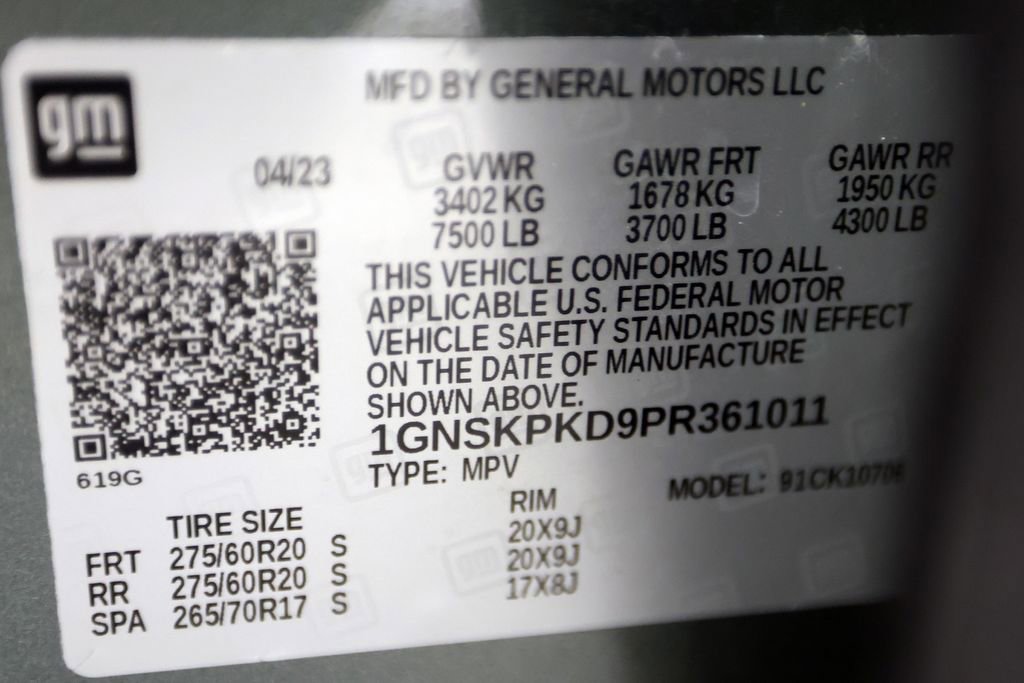 gm
MFD BY GENERAL MOTORS LLC
04/23
GVWR GAWR FRT GAWR RR
3402 KG 1678 KG 1950 KG
7500 LB 3700 LB 4300 LB
THIS VEHICLE CONFORMS TO ALL
APPLICABLE U.S. FEDERAL MOTOR
VEHICLE SAFETY STANDARDS IN EFFECT
ON THE DATE OF MANUFACTURE
SHOWN ABOVE.
1GNSKPKD9PR361011
619G
TYPE: MPV
MODEL:
TIRE SIZE RIM
FRT 275/60R20 S 20X9J
RR 275/60R20 S 20X9J
SPA 265/70R17 S 17X8J